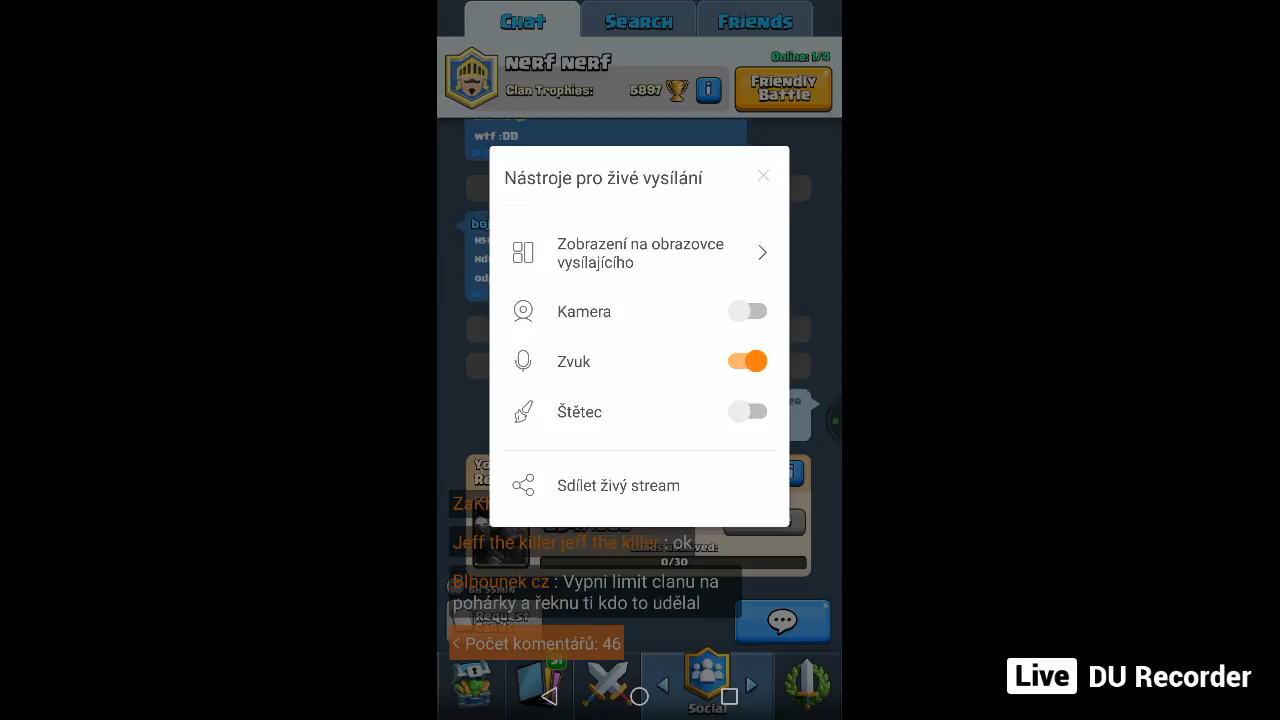 Chat Search Friends
nerf nerf
Online: 1/4
Clan Trophies: 5897
Friendly
Battle
wtf :DD
Nástroje pro živé vysílání
Zobrazení na obrazovce
vysílajícího
Kamera
Zvuk
Štětec
Sdílet živý stream
Jeff the killer jeff the killer : ok
0/30
Blbounek cz : Vypni limit clanu na
pohárky a řeknu ti kdo to udělal
Request
Cards
< Počet komentářů: 46
Social
Live DU Recorder